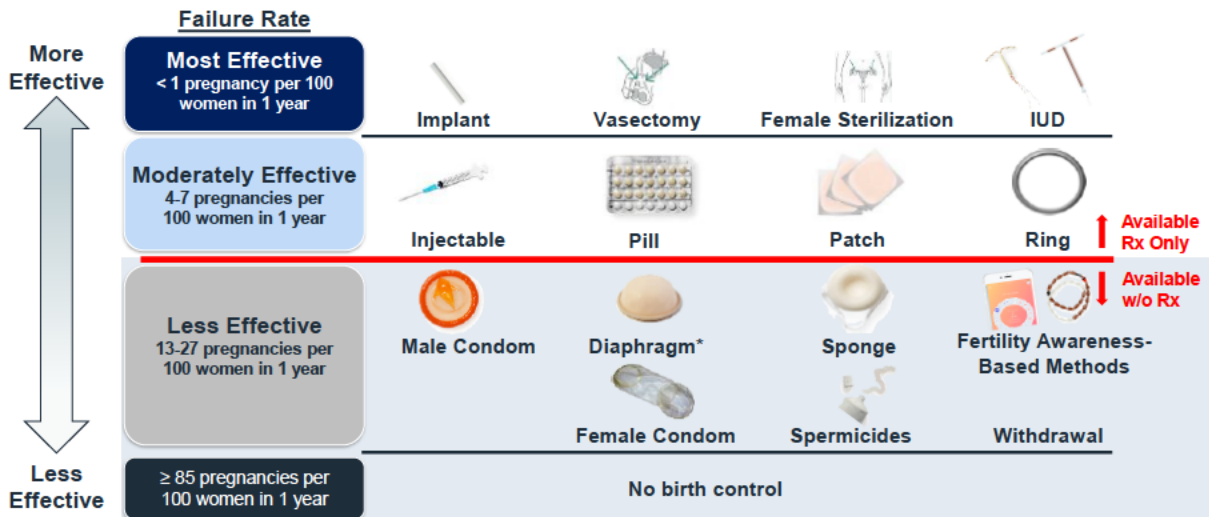 Failure Rate
More
Effective
Most Effective
< 1 pregnancy per 100
women in 1 year
Implant
Vasectomy
Female Sterilization
IUD
Moderately Effective
4-7 pregnancies per
100 women in 1 year
Injectable
Pill
Patch
Ring
Available
Rx Only
Available
w/o Rx
Less Effective
13-27 pregnancies per
100 women in 1 year
Male Condom
Diaphragm*
Sponge
Fertility Awareness-
Based Methods
Female Condom
Spermicides
Withdrawal
Less
Effective
≥ 85 pregnancies per
100 women in 1 year
No birth control